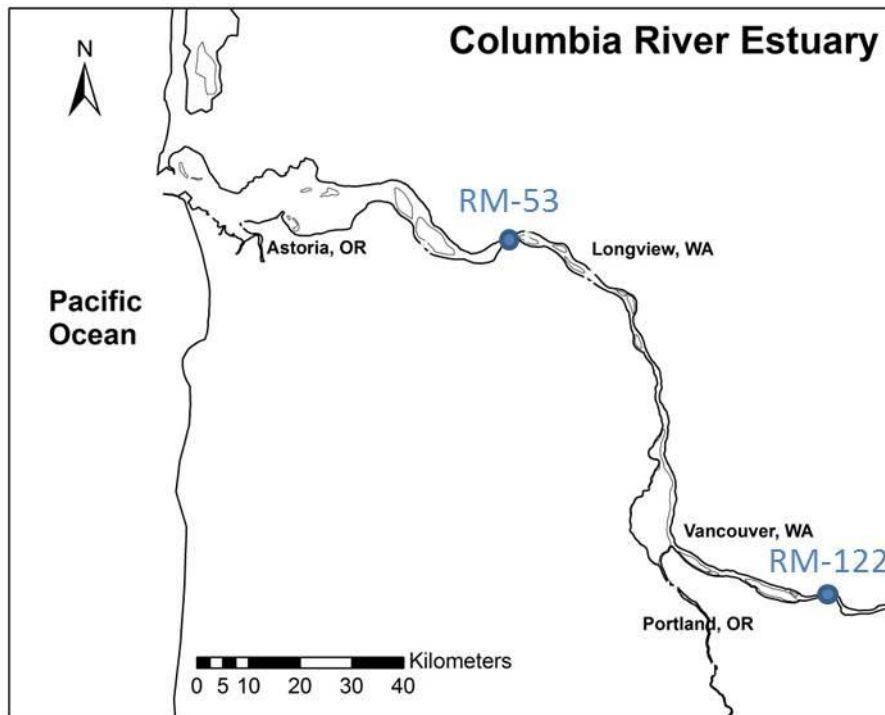 Columbia River Estuary
N
RM-53
Astoria, OR
Longview, WA
Pacific
Ocean
Vancouver, WA
RM-122
Portland, OR
Kilometers
0 5 10 20 30 40